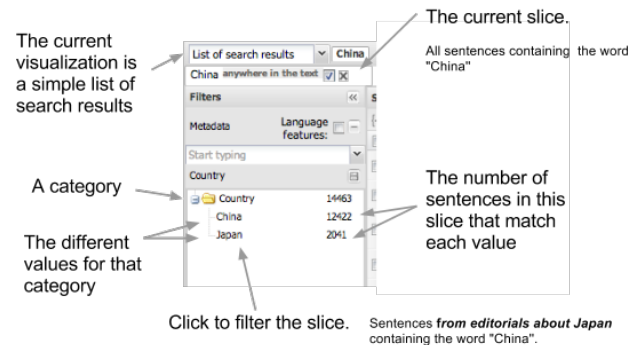 The current slice.
The current
visualization is
a simple list of
search results
List of search results
China
All sentences containing the word
"China"
China anywhere in the text
Filters
S
Metadata
Language
features:
Start typing
Country
A category
Country 14463
China 12422
Japan 2041
The number of
sentences in this
slice that match
each value
The different
values for that
category
Click to filter the slice.
Sentences from editorials about Japan
containing the word "China".